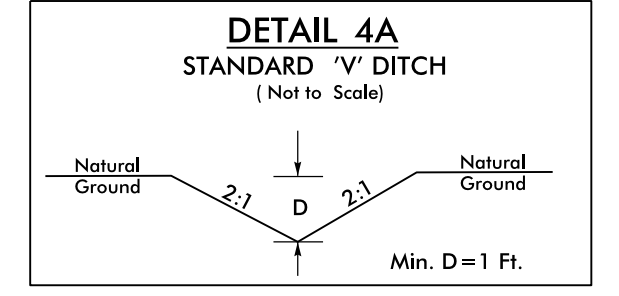 DETAIL 4A
STANDARD 'V' DITCH
( Not to Scale)
Natural
Ground
2:1
D
2:1
Natural
Ground
Min. D=1 Ft.